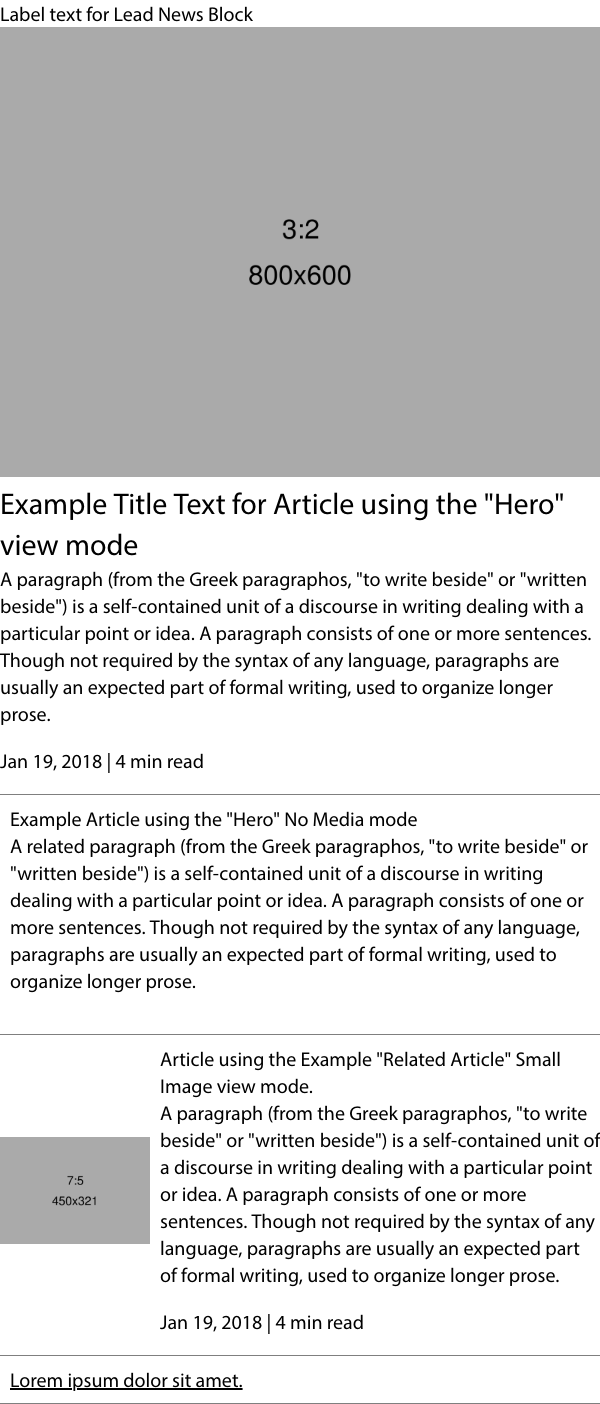 Label text for Lead News Block
3:2
800x600
Example Title Text for Article using the "Hero"
view mode
A paragraph (from the Greek paragraphos, "to write beside" or "written
beside") is a self-contained unit of a discourse in writing dealing with a
particular point or idea. A paragraph consists of one or more sentences.
Though not required by the syntax of any language, paragraphs are
usually an expected part of formal writing, used to organize longer
prose.
Jan 19, 2018 | 4 min read
Example Article using the "Hero" No Media mode
A related paragraph (from the Greek paragraphos, "to write beside" or
"written beside") is a self-contained unit of a discourse in writing
dealing with a particular point or idea. A paragraph consists of one or
more sentences. Though not required by the syntax of any language,
paragraphs are usually an expected part of formal writing, used to
organize longer prose.
7:5
450x321
Article using the Example "Related Article" Small
Image view mode.
A paragraph (from the Greek paragraphos, "to write
beside" or "written beside") is a self-contained unit of
a discourse in writing dealing with a particular point
or idea. A paragraph consists of one or more
sentences. Though not required by the syntax of any
language, paragraphs are usually an expected part
of formal writing, used to organize longer prose.
Jan 19, 2018 | 4 min read
Lorem ipsum dolor sit amet.